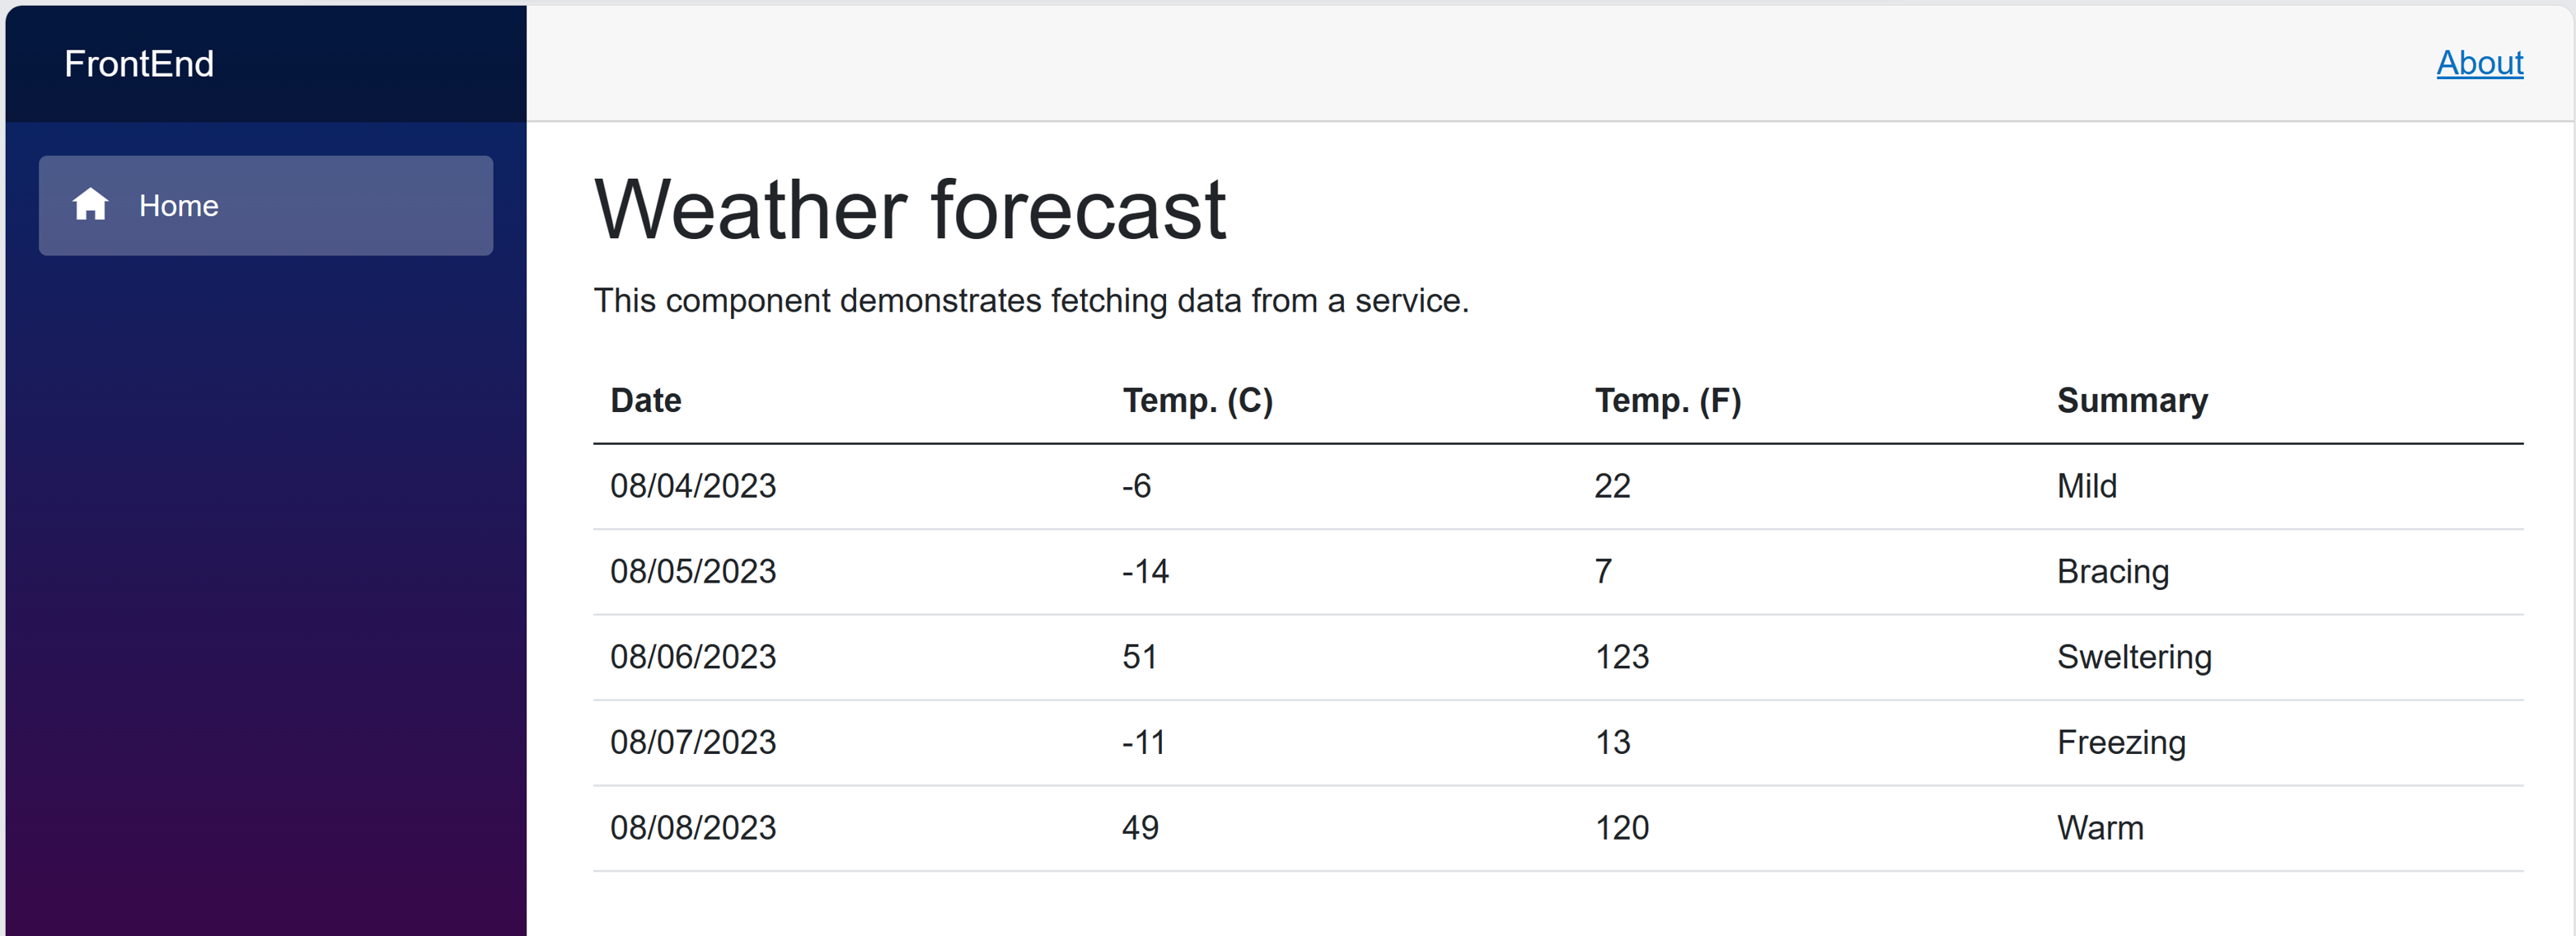 FrontEnd
About
Home
Weather forecast
This component demonstrates fetching data from a service.
Date Temp. (C) Temp. (F) Summary
08/04/2023 -6 22 Mild
08/05/2023 -14 7 Bracing
08/06/2023 51 123 Sweltering
08/07/2023 -11 13 Freezing
08/08/2023 49 120 Warm